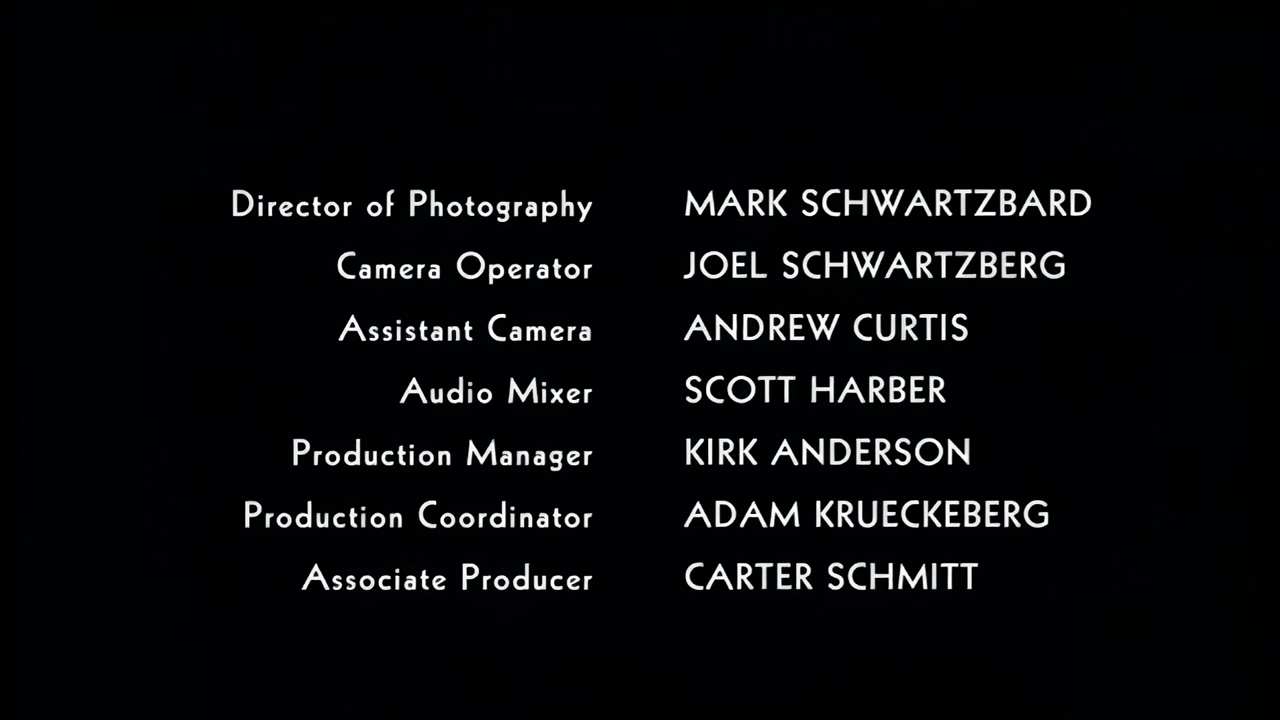 Director of Photography MARK SCHWARTZBARD
Camera Operator JOEL SCHWARTZBERG
Assistant Camera ANDREW CURTIS
Audio Mixer SCOTT HARBER
Production Manager KIRK ANDERSON
Production Coordinator ADAM KRUECKEBERG
Associate Producer CARTER SCHMITT